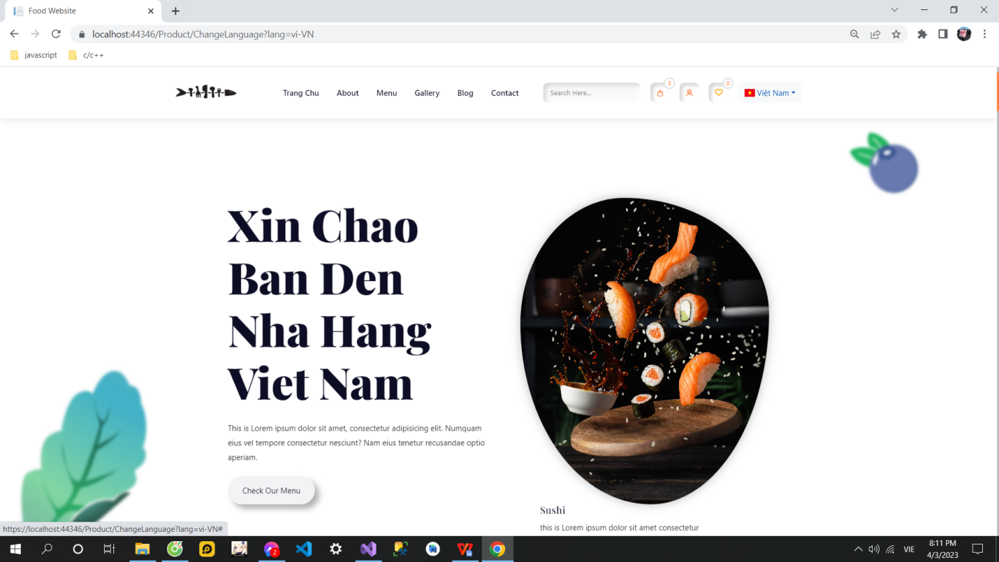 Food Website
localhost:44346/Product/ChangeLanguage?lang=vi-VN
javascript
c/c++
Trang Chu
About
Menu
Gallery
Blog
Contact
Search Here...
3
0
Việt Nam
Xin Chao
Ban Den
Nha Hang
Viet Nam
This is Lorem ipsum dolor sit amet, consectetur adipisicing elit. Numquam
eius vel tempore consectetur nesciunt? Nam eius tenetur recusandae optio
aperiam.
Check Our Menu
Sushi
this is Lorem ipsum dolor sit amet consectetur
https://localhost:44346/Product/ChangeLanguage?lang=vi-VN#
2
VIE
8:11 PM
4/3/2023